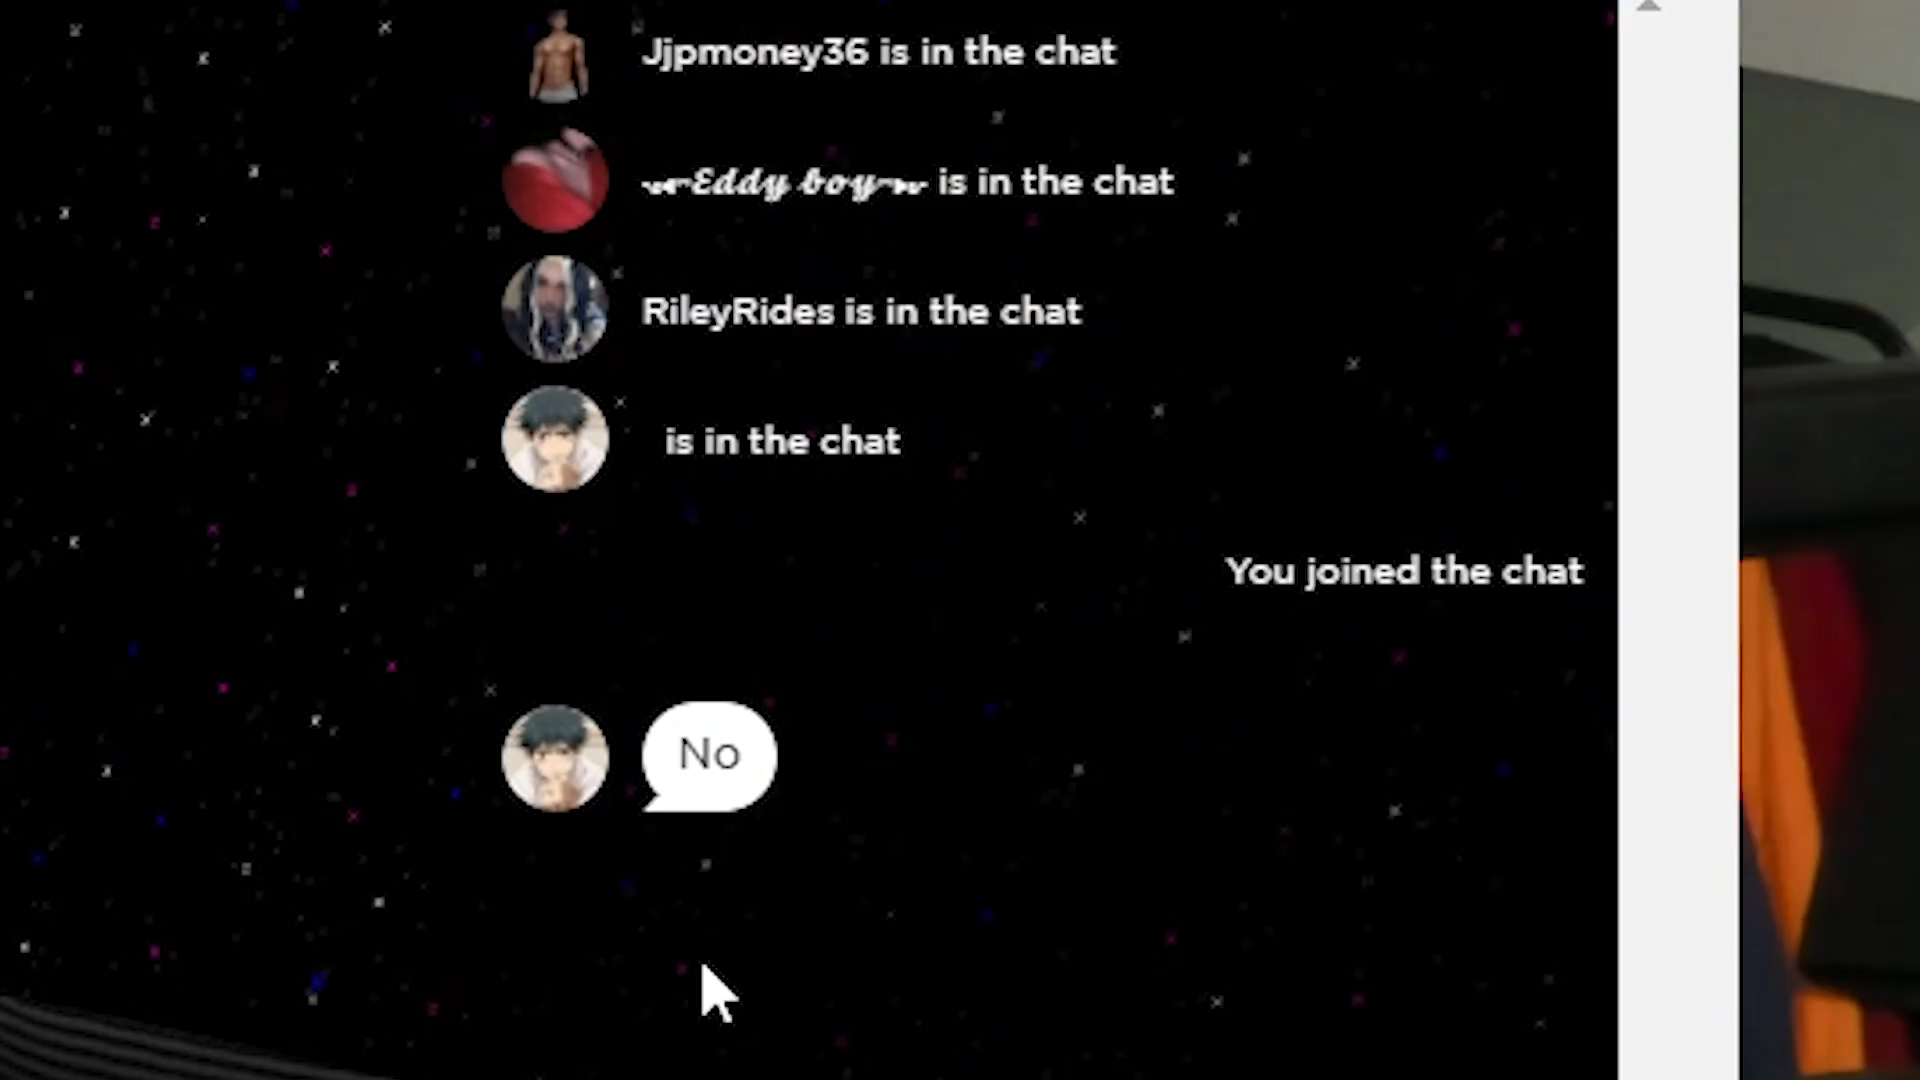 Jjpmoney36 is in the chat
𝓔𝓭𝓭𝔂 𝓫𝓸𝔂 is in the chat
RileyRides is in the chat
is in the chat
You joined the chat
No